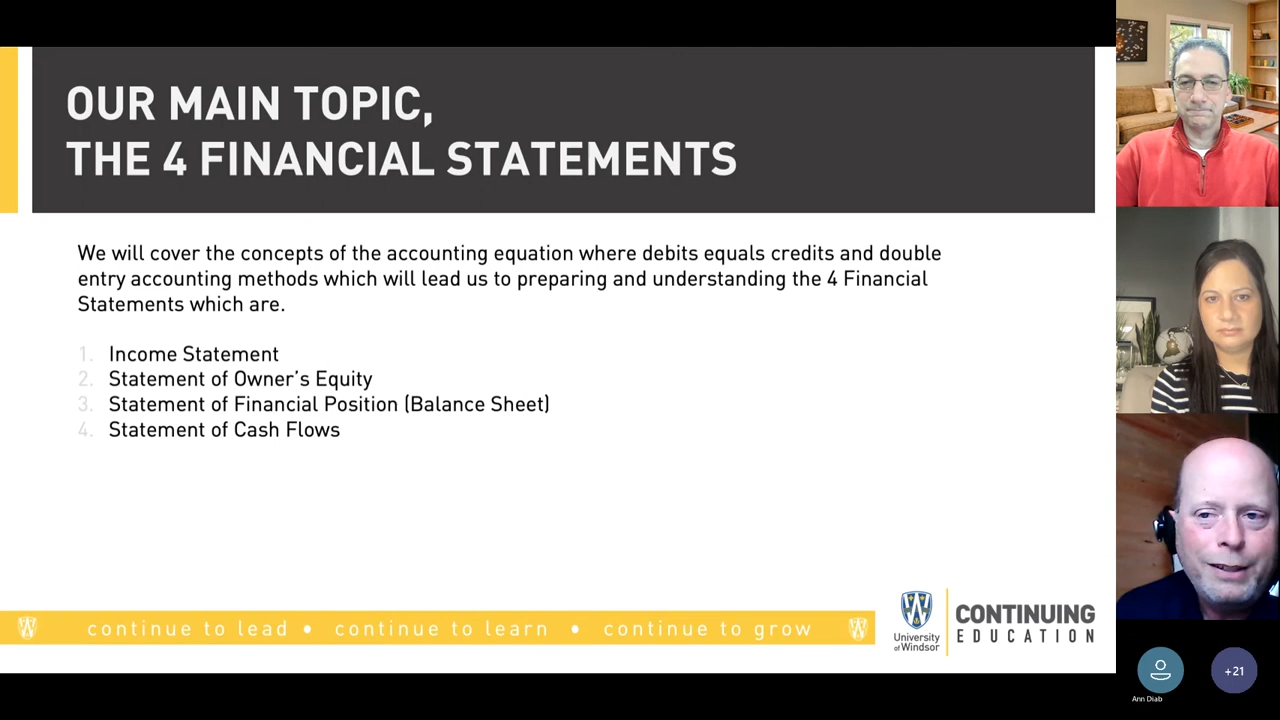 OUR MAIN TOPIC,
THE 4 FINANCIAL STATEMENTS
We will cover the concepts of the accounting equation where debits equals credits and double
entry accounting methods which will lead us to preparing and understanding the 4 Financial
Statements which are.
1. Income Statement
2. Statement of Owner's Equity
3. Statement of Financial Position (Balance Sheet)
4. Statement of Cash Flows
continue to lead • continue to learn • continue to grow
University
of Windsor
CONTINUING
EDUCATION
Ann Diab
+21